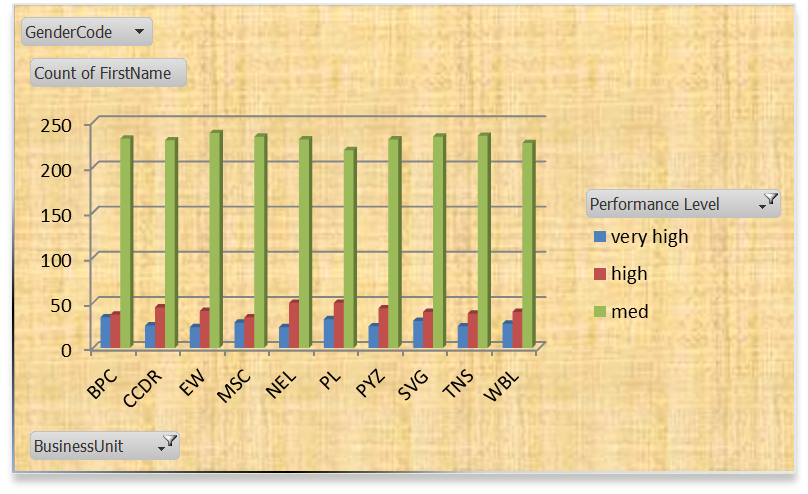 GenderCode
Count of FirstName
250
200
150
100
50
0
BPC CCDR EW MSC NEL PL PYZ SVG TNS WBL
Performance Level
very high
high
med
BusinessUnit